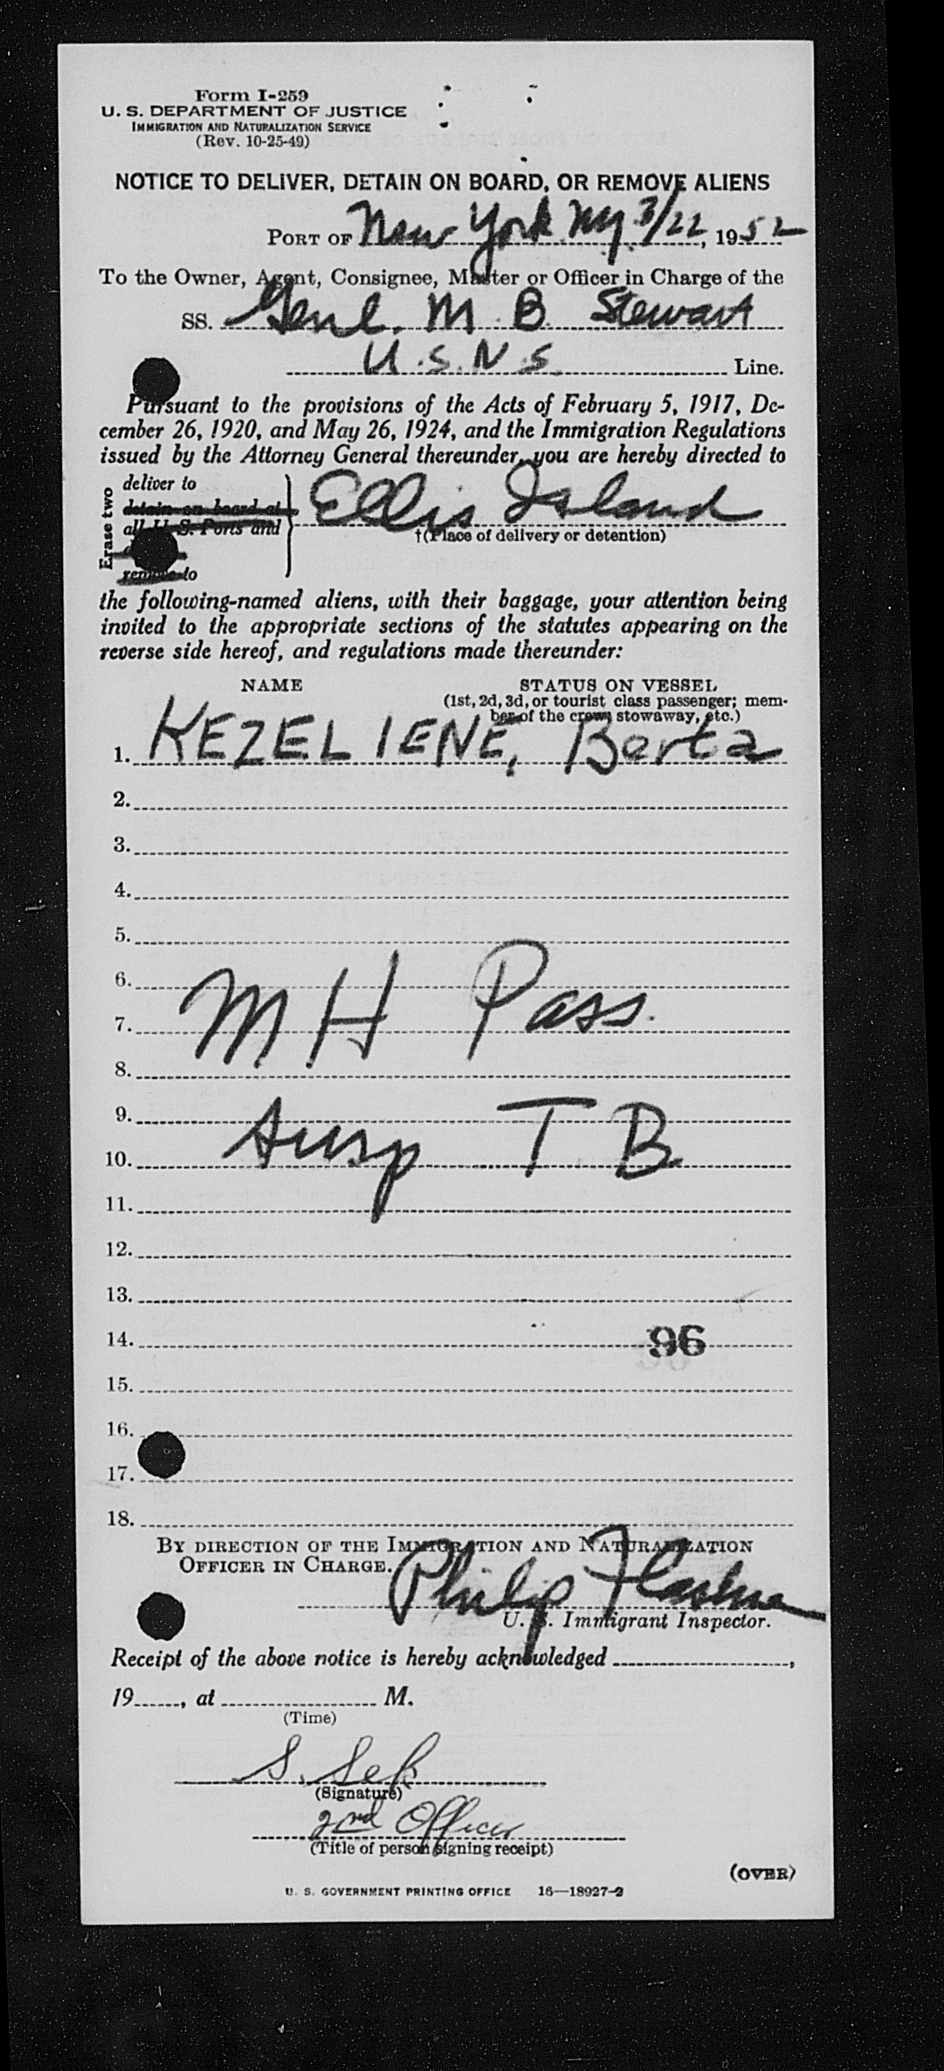 Form I-259
U. S. DEPARTMENT OF JUSTICE
IMMIGRATION AND NATURALIZATION SERVICE
(Rev. 10-25-49)
NOTICE TO DELIVER, DETAIN ON BOARD, OR REMOVE ALIENS
PORT OF New York NY 3/22, 1952
To the Owner, Agent, Consignee, Master or Officer in Charge of the
SS. Genl. M. B. Stewart
U.S.N.S. Line.
Pursuant to the provisions of the Acts of February 5, 1917, De-
cember 26, 1920, and May 26, 1924, and the Immigration Regulations
issued by the Attorney General thereunder, you are hereby directed to
Erase two
deliver to
detain on board at
all U. S. Ports and
remove to
Ellis Island
†(Place of delivery or detention)
the following-named aliens, with their baggage, your attention being
invited to the appropriate sections of the statutes appearing on the
reverse side hereof, and regulations made thereunder:
NAME STATUS ON VESSEL
(1st, 2d, 3d, or tourist class passenger; mem-
ber of the crew, stowaway, etc.)
1. KEZELIENE, Berta
2.
3.
4.
5.
6.
7. MH Pass.
8.
9.
10. Susp TB
11.
12.
13.
14. 96
15.
16.
17.
18.
BY DIRECTION OF THE IMMIGRATION AND NATURALIZATION
OFFICER IN CHARGE.
Philip
U. S. Immigrant Inspector.
Receipt of the above notice is hereby acknowledged ,
19 , at M.
(Time)
S.
(Signature)
2nd Officer
(Title of person signing receipt)
(OVER)
U. S. GOVERNMENT PRINTING OFFICE 16—18927-2